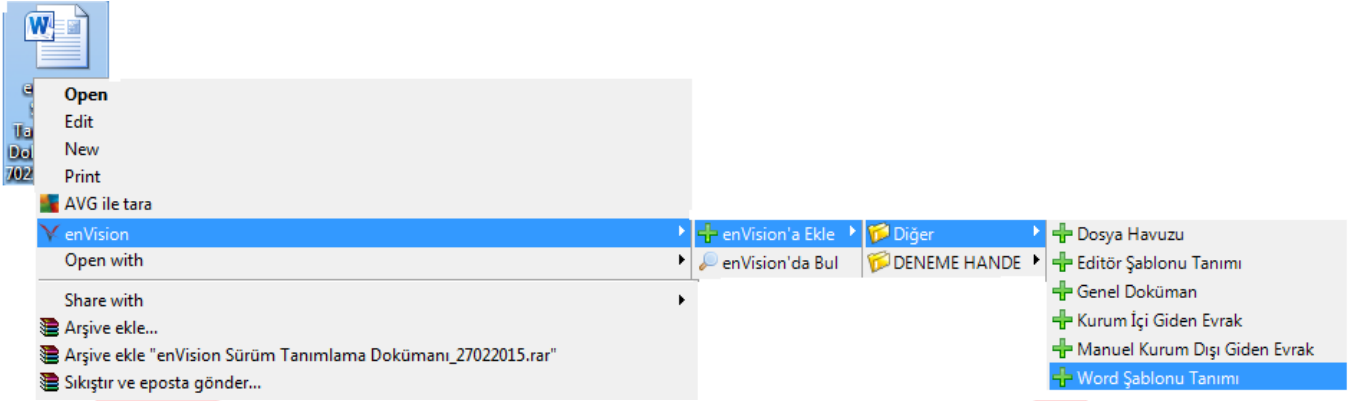 Open
Edit
New
Print
AVG ile tara
enVision
Open with
Share with
Arşive ekle...
Arşive ekle "enVision Sürüm Tanımlama Dokümanı_27022015.rar"
Sıkıştır ve eposta gönder...
enVision'a Ekle
enVision'da Bul
Diğer
DENEME HANDE
Dosya Havuzu
Editör Şablonu Tanımı
Genel Doküman
Kurum İçi Giden Evrak
Manuel Kurum Dışı Giden Evrak
Word Şablonu Tanımı